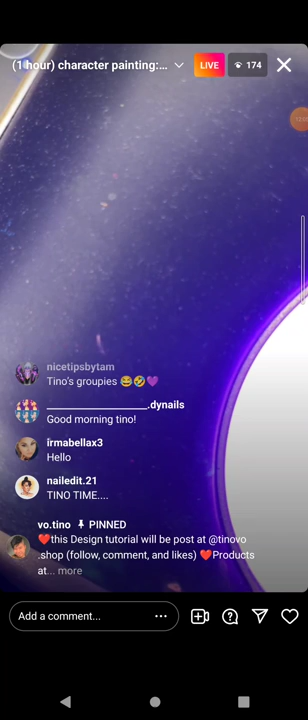 (1 hour) character painting:...
LIVE
174
nicetipsbytam
Tino's groupies 😂🤣💜
____________________.dynails
Good morning tino!
irmabellax3
Hello
nailedit.21
TINO TIME....
vo.tino PINNED
❤️this Design tutorial will be post at @tinovo
.shop (follow, comment, and likes) ❤️Products
at... more
Add a comment...